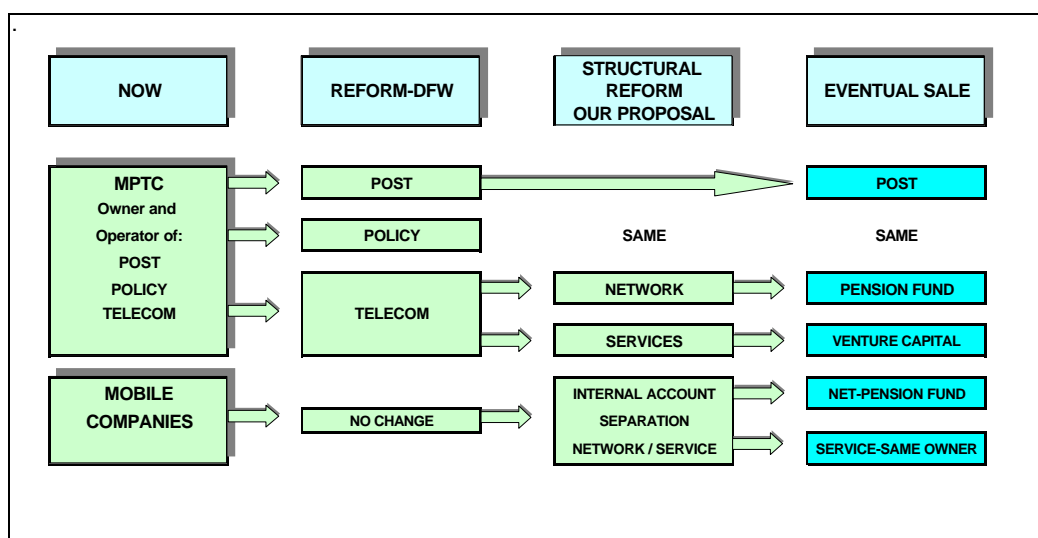 .
NOW
REFORM-DFW
STRUCTURAL
REFORM
OUR PROPOSAL
EVENTUAL SALE
MPTC
Owner and
Operator of:
POST
POLICY
TELECOM
POST
POST
POLICY
SAME
SAME
TELECOM
NETWORK
PENSION FUND
SERVICES
VENTURE CAPITAL
MOBILE
COMPANIES
NO CHANGE
INTERNAL ACCOUNT
SEPARATION
NETWORK / SERVICE
NET-PENSION FUND
SERVICE-SAME OWNER